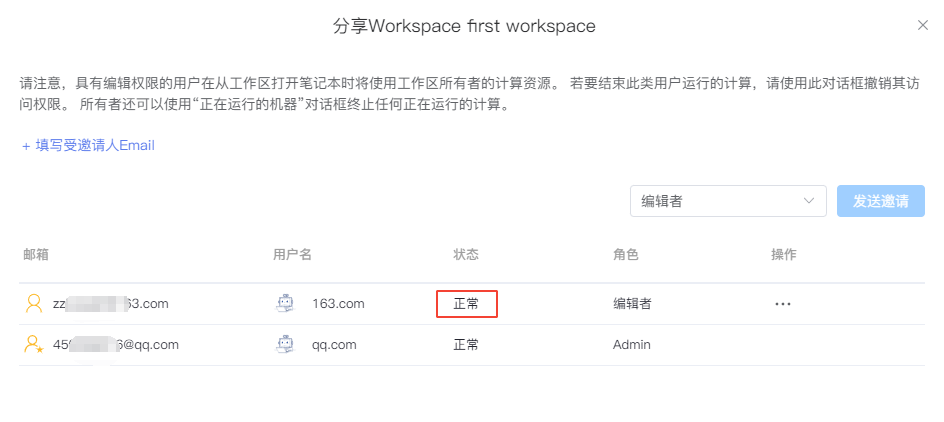 分享Workspace first workspace
请注意，具有编辑权限的用户在从工作区打开笔记本时将使用工作区所有者的计算资源。 若要结束此类用户运行的计算，请使用此对话框撤销其访
问权限。 所有者还可以使用“正在运行的机器”对话框终止任何正在运行的计算。
+ 填写受邀请人Email
编辑者 发送邀请
邮箱 用户名 状态 角色 操作
zz 63.com 163.com 正常 编辑者 ···
45 6@qq.com qq.com 正常 Admin